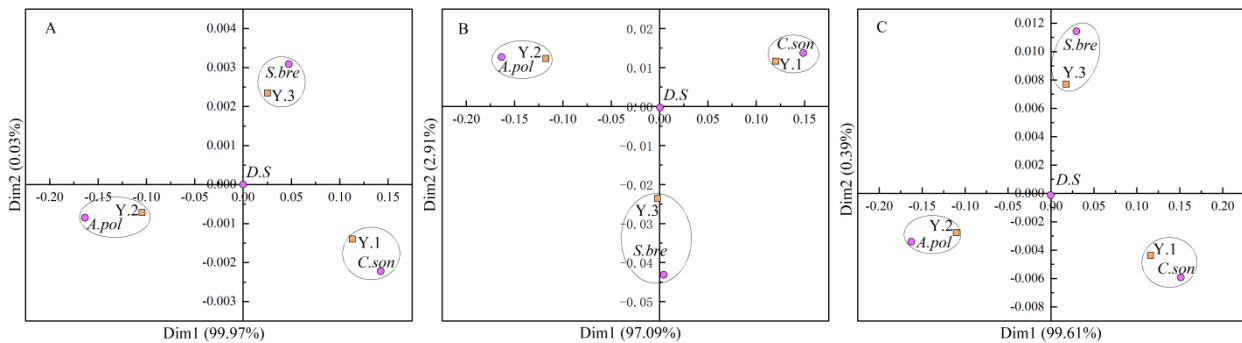 A
0.004
S.bre
0.003
Y.3
0.002
0.001
D.S
0.000
-0.20 -0.15 -0.10 -0.05 0.00 0.05 0.10 0.15
Y.2
A.pol
-0.001
Y.1
-0.002
C.son
-0.003
Dim2 (0.03%)
Dim1 (99.97%)
B
0.02
C.son
Y.2
A.pol
0.01
Y.1
D.S
0.00
-0.20 -0.15 -0.10 -0.05 0.00 0.05 0.10 0.15
-0.01
-0.02
Y.3
-0.03
S.bre
-0.04
-0.05
Dim2 (2.91%)
Dim1 (97.09%)
C
0.012
S.bre
0.010
0.008
Y.3
0.006
0.004
0.002
D.S
0.000
-0.20 -0.15 -0.10 -0.05 0.00 0.05 0.10 0.15 0.20
-0.002
Y.2
A.pol
-0.004
Y.1
-0.006
C.son
-0.008
Dim2 (0.39%)
Dim1 (99.61%)